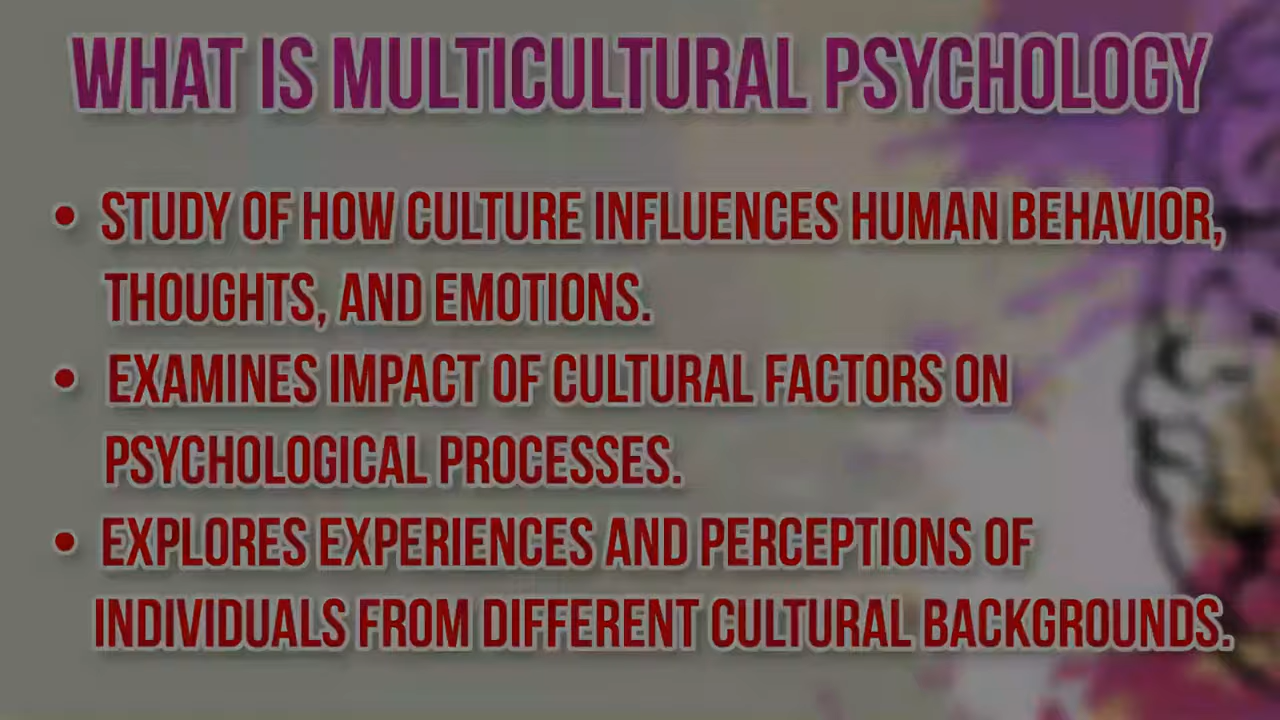 WHAT IS MULTICULTURAL PSYCHOLOGY
• STUDY OF HOW CULTURE INFLUENCES HUMAN BEHAVIOR,
THOUGHTS, AND EMOTIONS.
• EXAMINES IMPACT OF CULTURAL FACTORS ON
PSYCHOLOGICAL PROCESSES.
• EXPLORES EXPERIENCES AND PERCEPTIONS OF
INDIVIDUALS FROM DIFFERENT CULTURAL BACKGROUNDS.